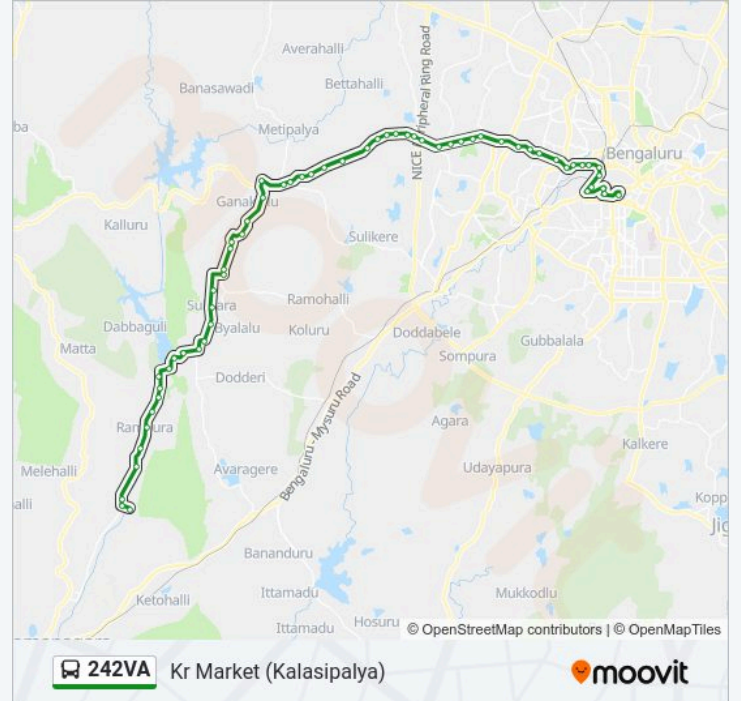 Averahalli
Bettahalli
Banasawadi
NICE Peripheral Ring Road
Metipalya
Bengaluru
Kalluru
Sulikere
Ramohalli
Dabbaguli
Byalalu
Koluru
Doddabele
Gubbalala
Matta
Sompura
Dodderi
Bengaluru - Mysuru Road
Agara
Kalkere
Melehalli
Avaragere
Udayapura
Kopp
Jig
Bananduru
Ittamadu
Mukkodlu
Ketohalli
Hosuru
Ittamadu
© OpenStreetMap contributors | © OpenMapTiles
242VA Kr Market (Kalasipalya)
moovit